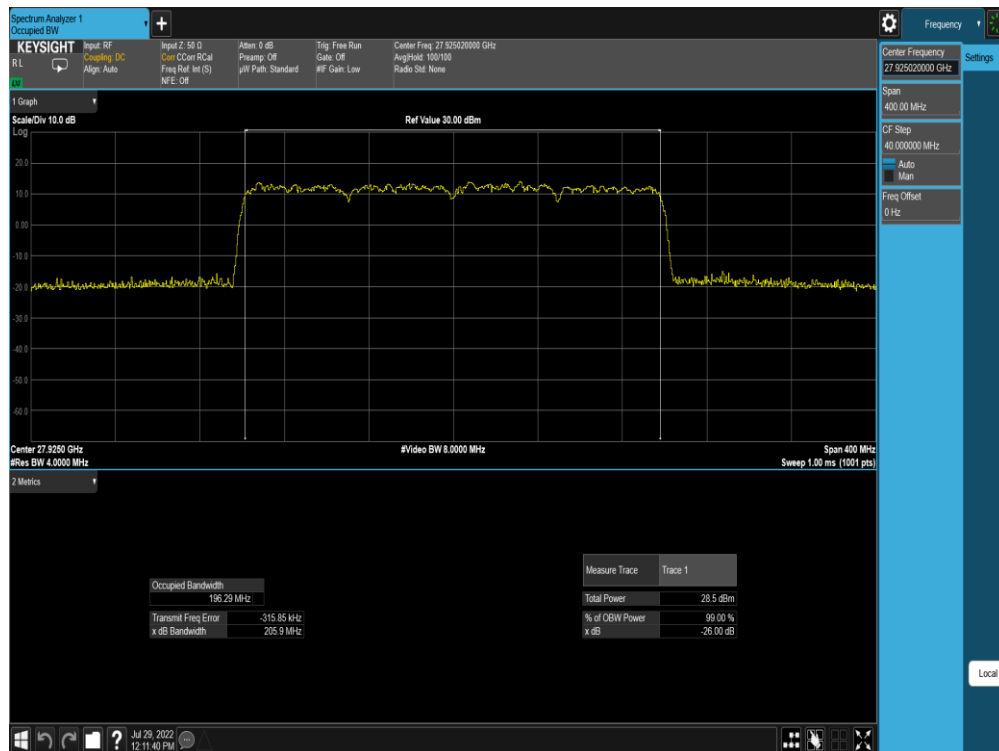 Spectrum Analyzer 1
Occupied BW
+
Frequency
KEYSIGHT
R L
LXI
Input: RF
Coupling: DC
Align: Auto
Input Z: 50 Ω
Corr CCorr RCal
Freq Ref: Int (S)
NFE: Off
Atten: 0 dB
Preamp: Off
µW Path: Standard
Trig: Free Run
Gate: Off
#IF Gain: Low
Center Freq: 27.925020000 GHz
Avg|Hold: 100/100
Radio Std: None
Center Frequency
27.925020000 GHz
Settings
Span
400.00 MHz
CF Step
40.000000 MHz
Auto
Man
Freq Offset
0 Hz
1 Graph
Scale/Div 10.0 dB
Ref Value 30.00 dBm
Log
20.0
10.0
0.00
-10.0
-20.0
-30.0
-40.0
-50.0
-60.0
Center 27.9250 GHz
#Video BW 8.0000 MHz
Span 400 MHz
#Res BW 4.0000 MHz
Sweep 1.00 ms (1001 pts)
2 Metrics
Measure Trace Trace 1
Occupied Bandwidth
196.29 MHz
Total Power 28.5 dBm
Transmit Freq Error -315.85 kHz
% of OBW Power 99.00 %
x dB Bandwidth 205.9 MHz
x dB -26.00 dB
Local
?
Jul 29, 2022
12:11:40 PM